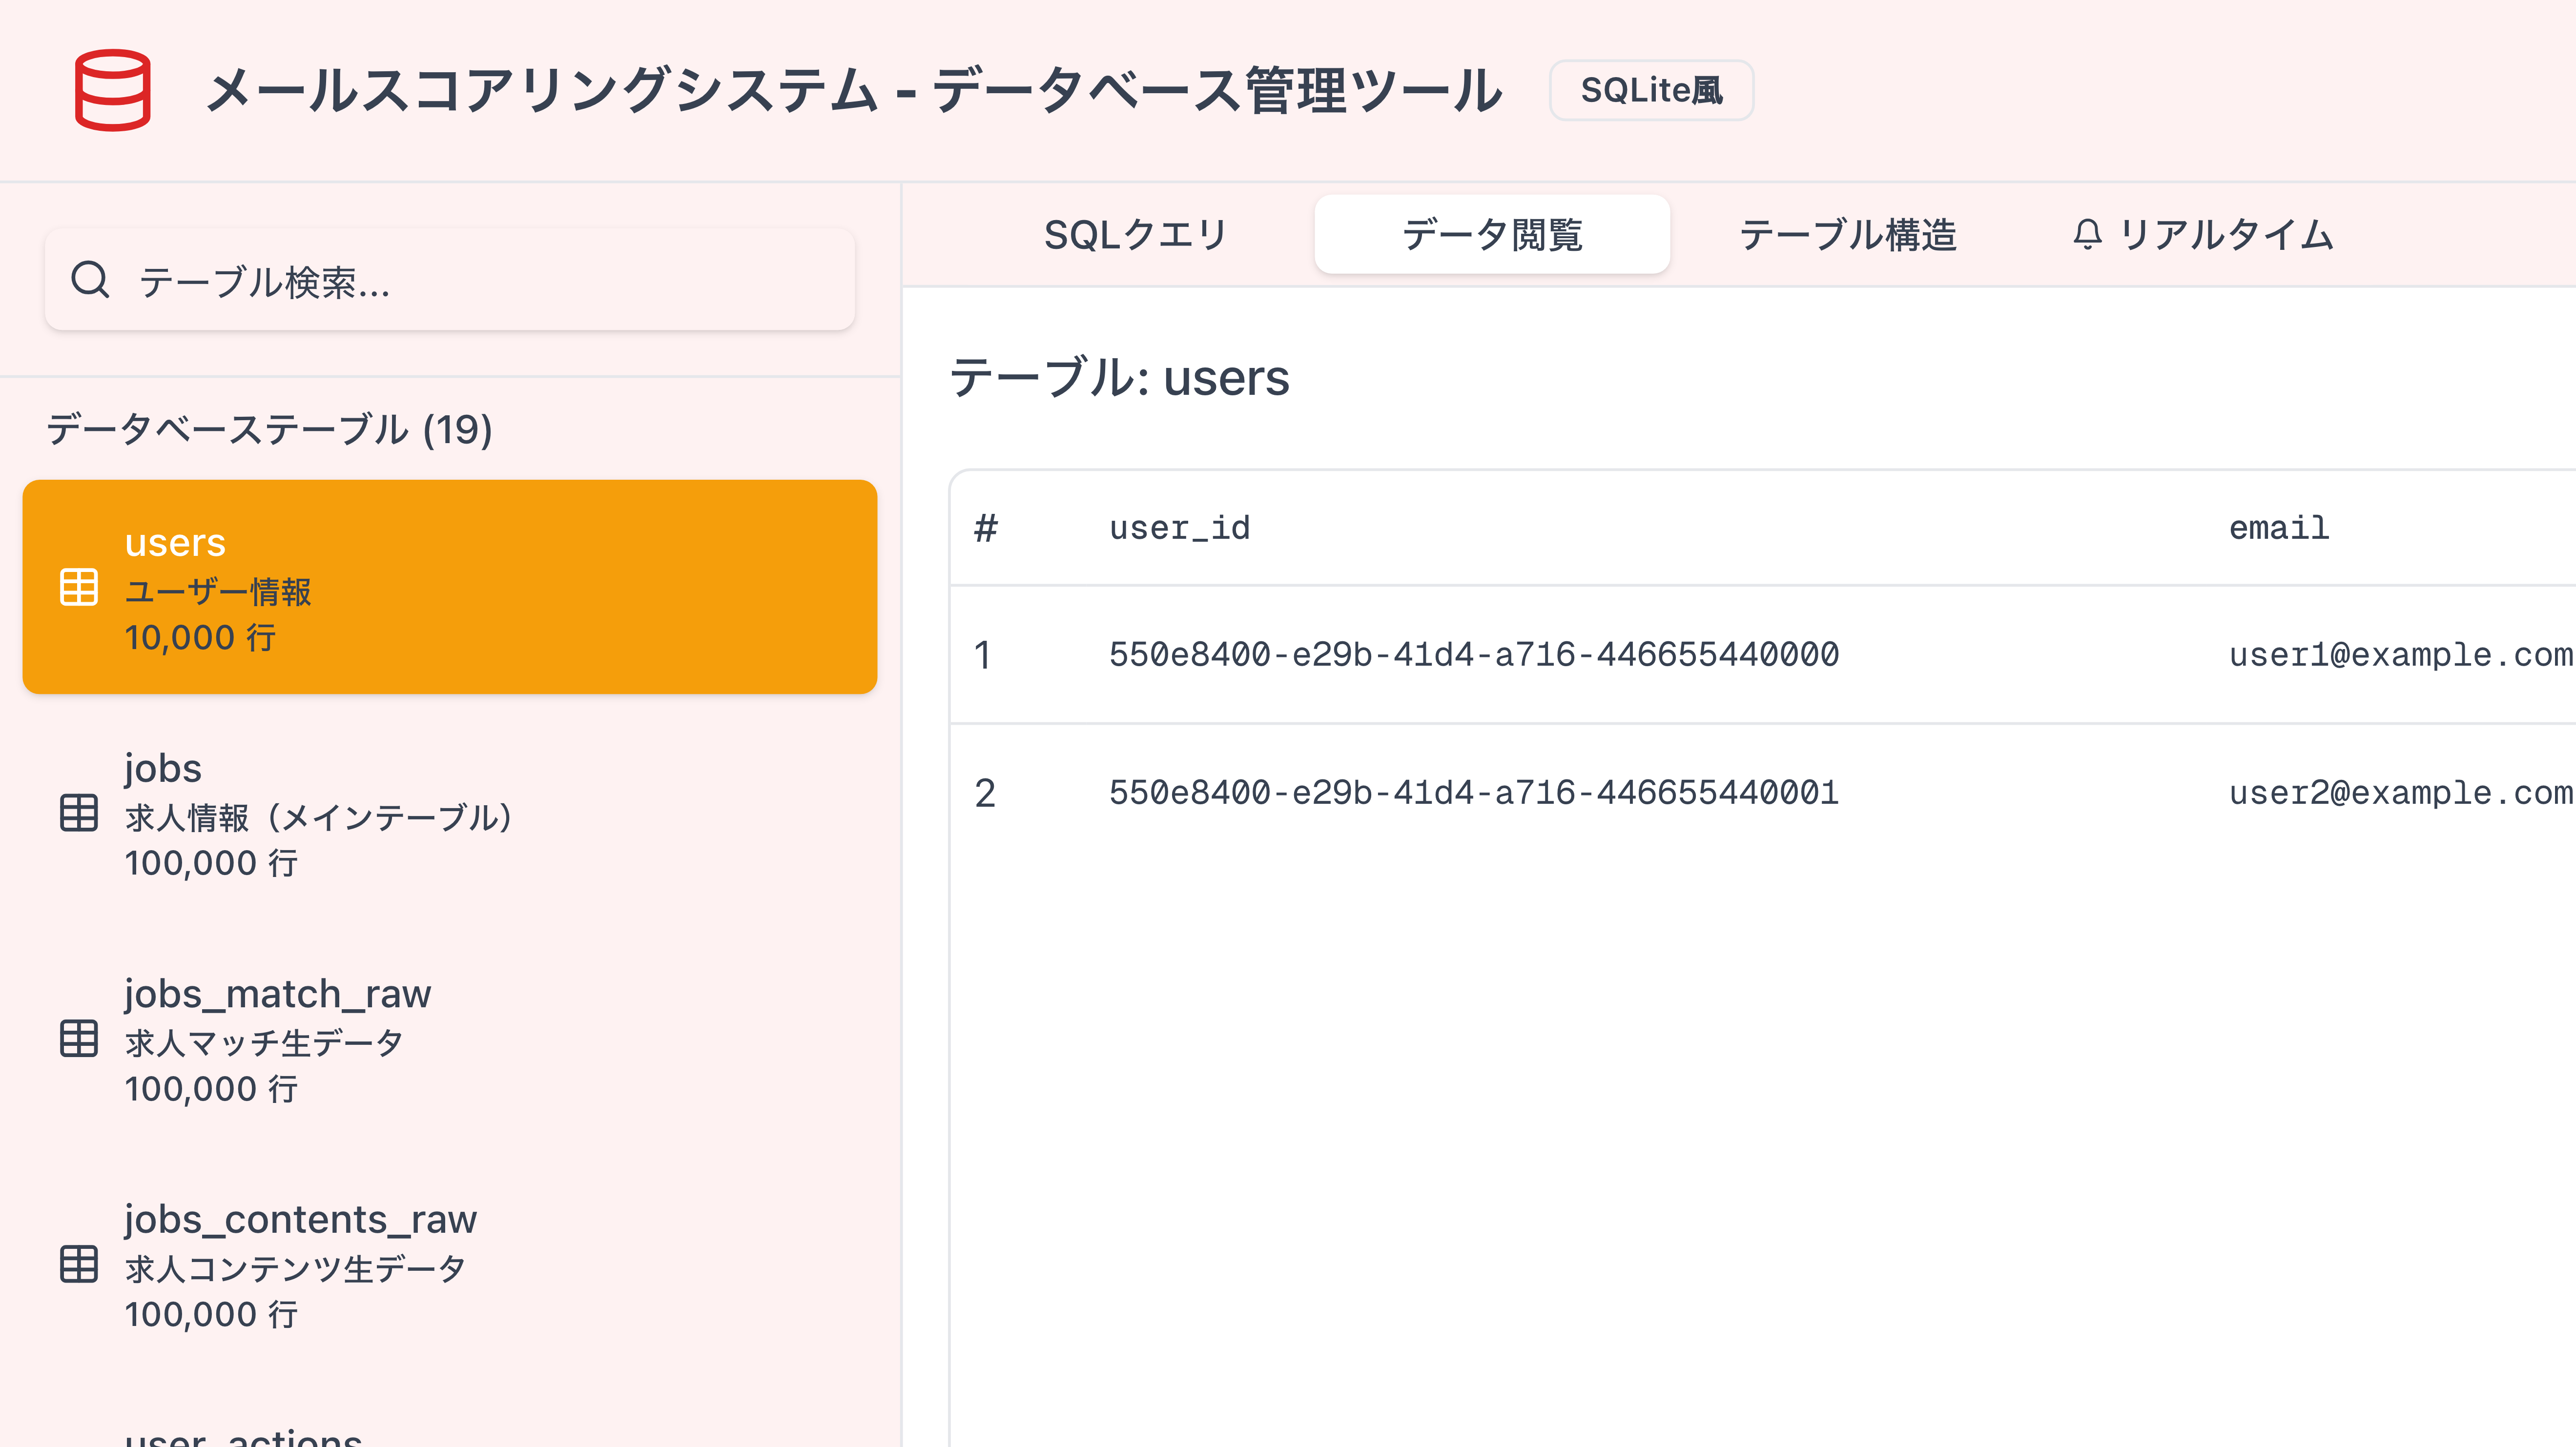 メールスコアリングシステム - データベース管理ツール
SQLite風
テーブル検索...
データベーステーブル (19)
users
ユーザー情報
10,000 行
jobs
求人情報（メインテーブル）
100,000 行
jobs_match_raw
求人マッチ生データ
100,000 行
jobs_contents_raw
求人コンテンツ生データ
100,000 行
user_actions
SQLクエリ
データ閲覧
テーブル構造
リアルタイム
テーブル: users
# user_id email
1 550e8400-e29b-41d4-a716-446655440000 user1@example.com
2 550e8400-e29b-41d4-a716-446655440001 user2@example.com